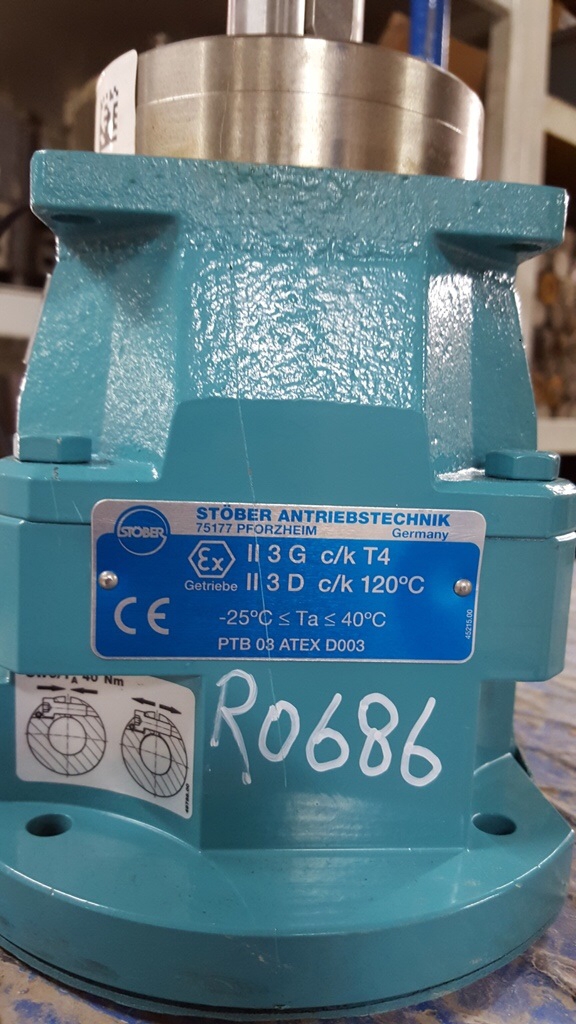 STÖBER
STÖBER ANTRIEBSTECHNIK
75177 PFORZHEIM Germany
Ex II 3 G c/k T4
Getriebe II 3 D c/k 120°C
CE -25°C ≤ Ta ≤ 40°C
PTB 03 ATEX D003
45215.00
40 Nm
A
R0686